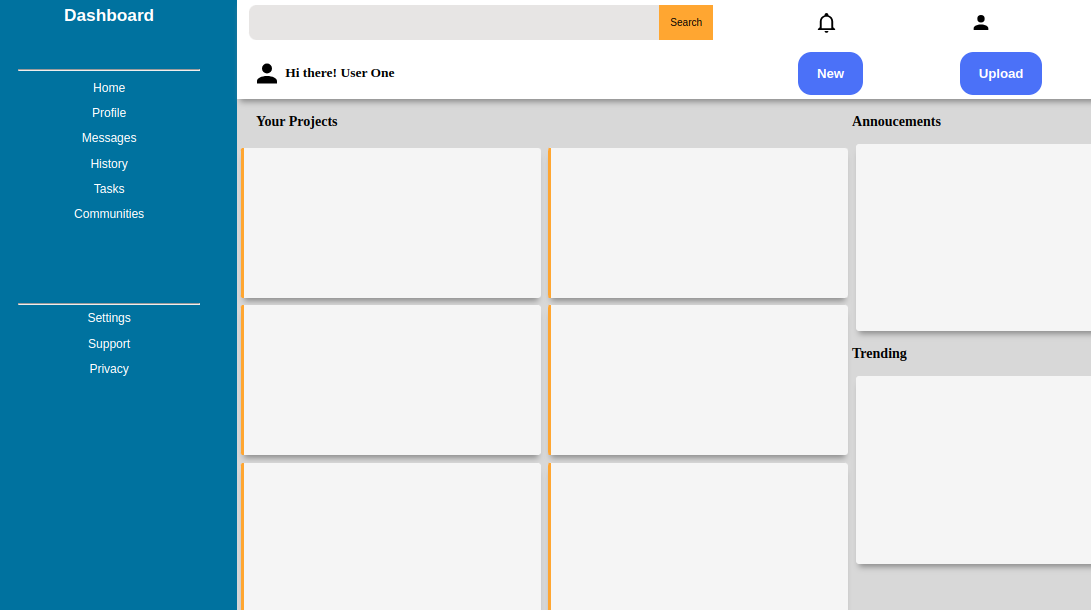 Dashboard
Home
Profile
Messages
History
Tasks
Communities
Settings
Support
Privacy
Search
Hi there! User One
New
Upload
Your Projects
Annoucements
Trending